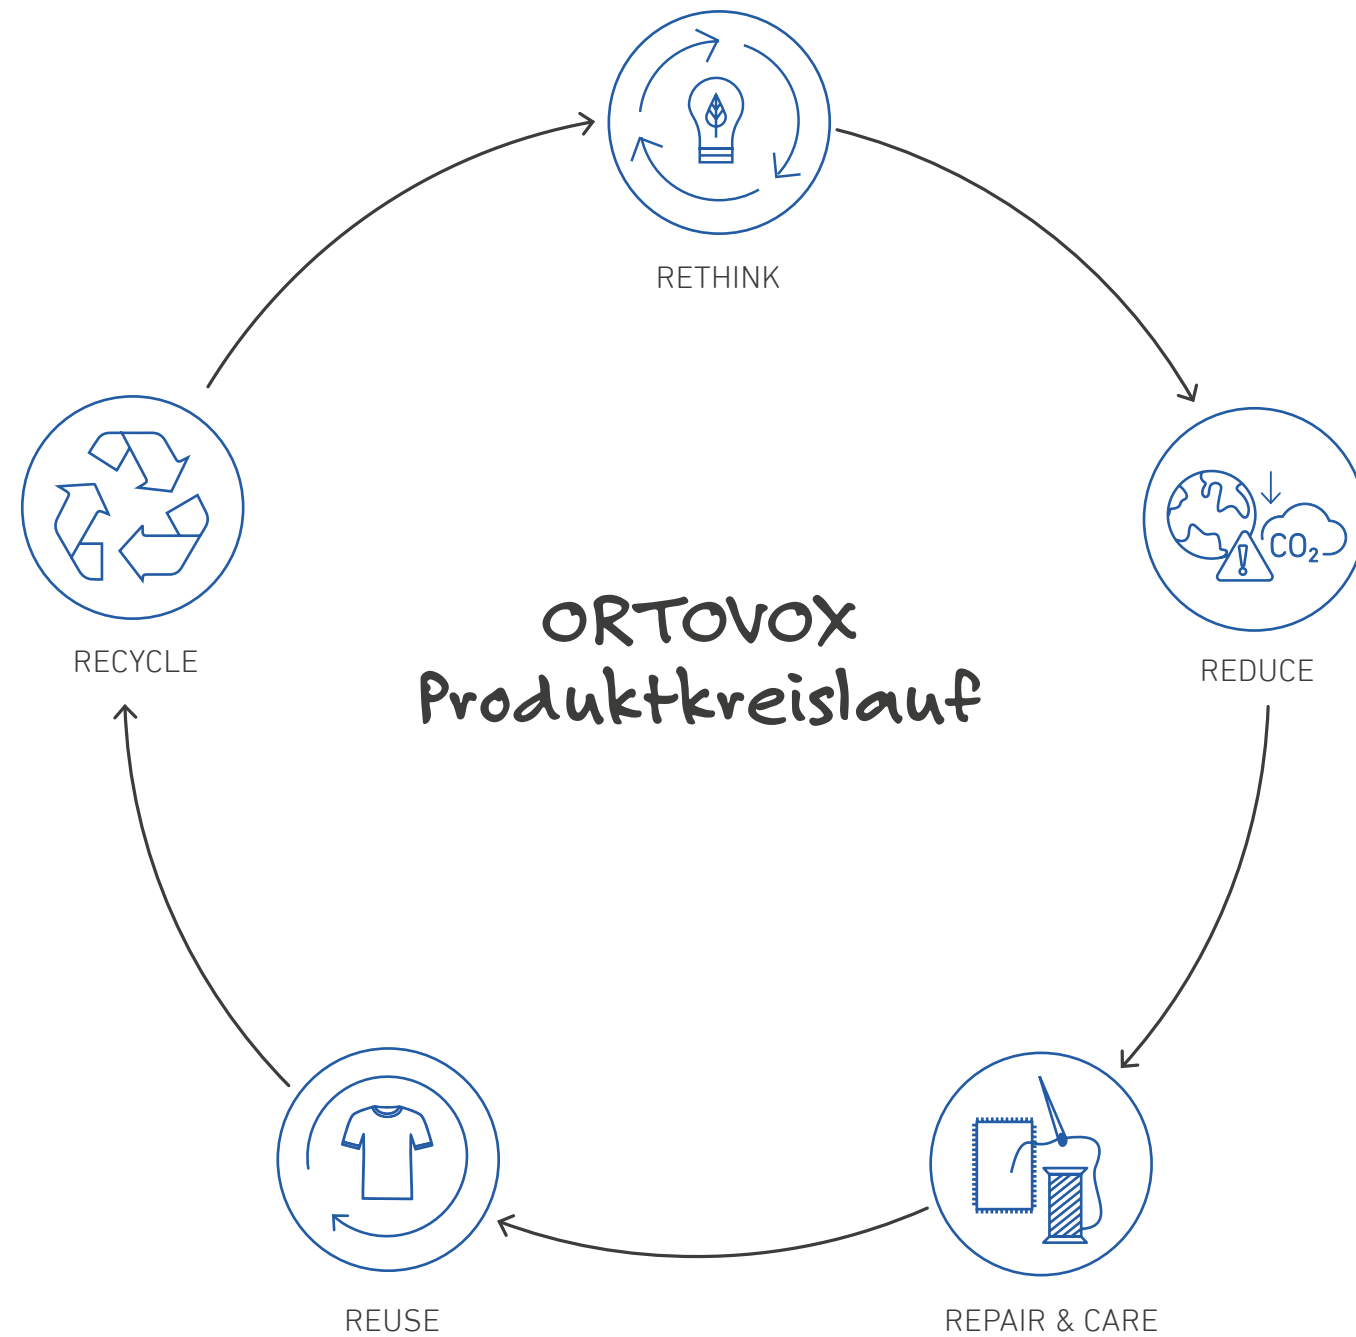 RETHINK
CO₂
RECYCLE
ORTOVOX
Produktkreislauf
REDUCE
REUSE
REPAIR & CARE